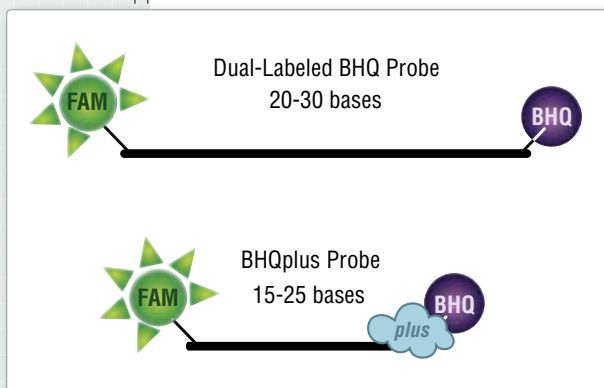 Dual-Labeled BHQ Probe
20-30 bases
FAM
BHQ
BHQplus Probe
15-25 bases
FAM
BHQ
plus